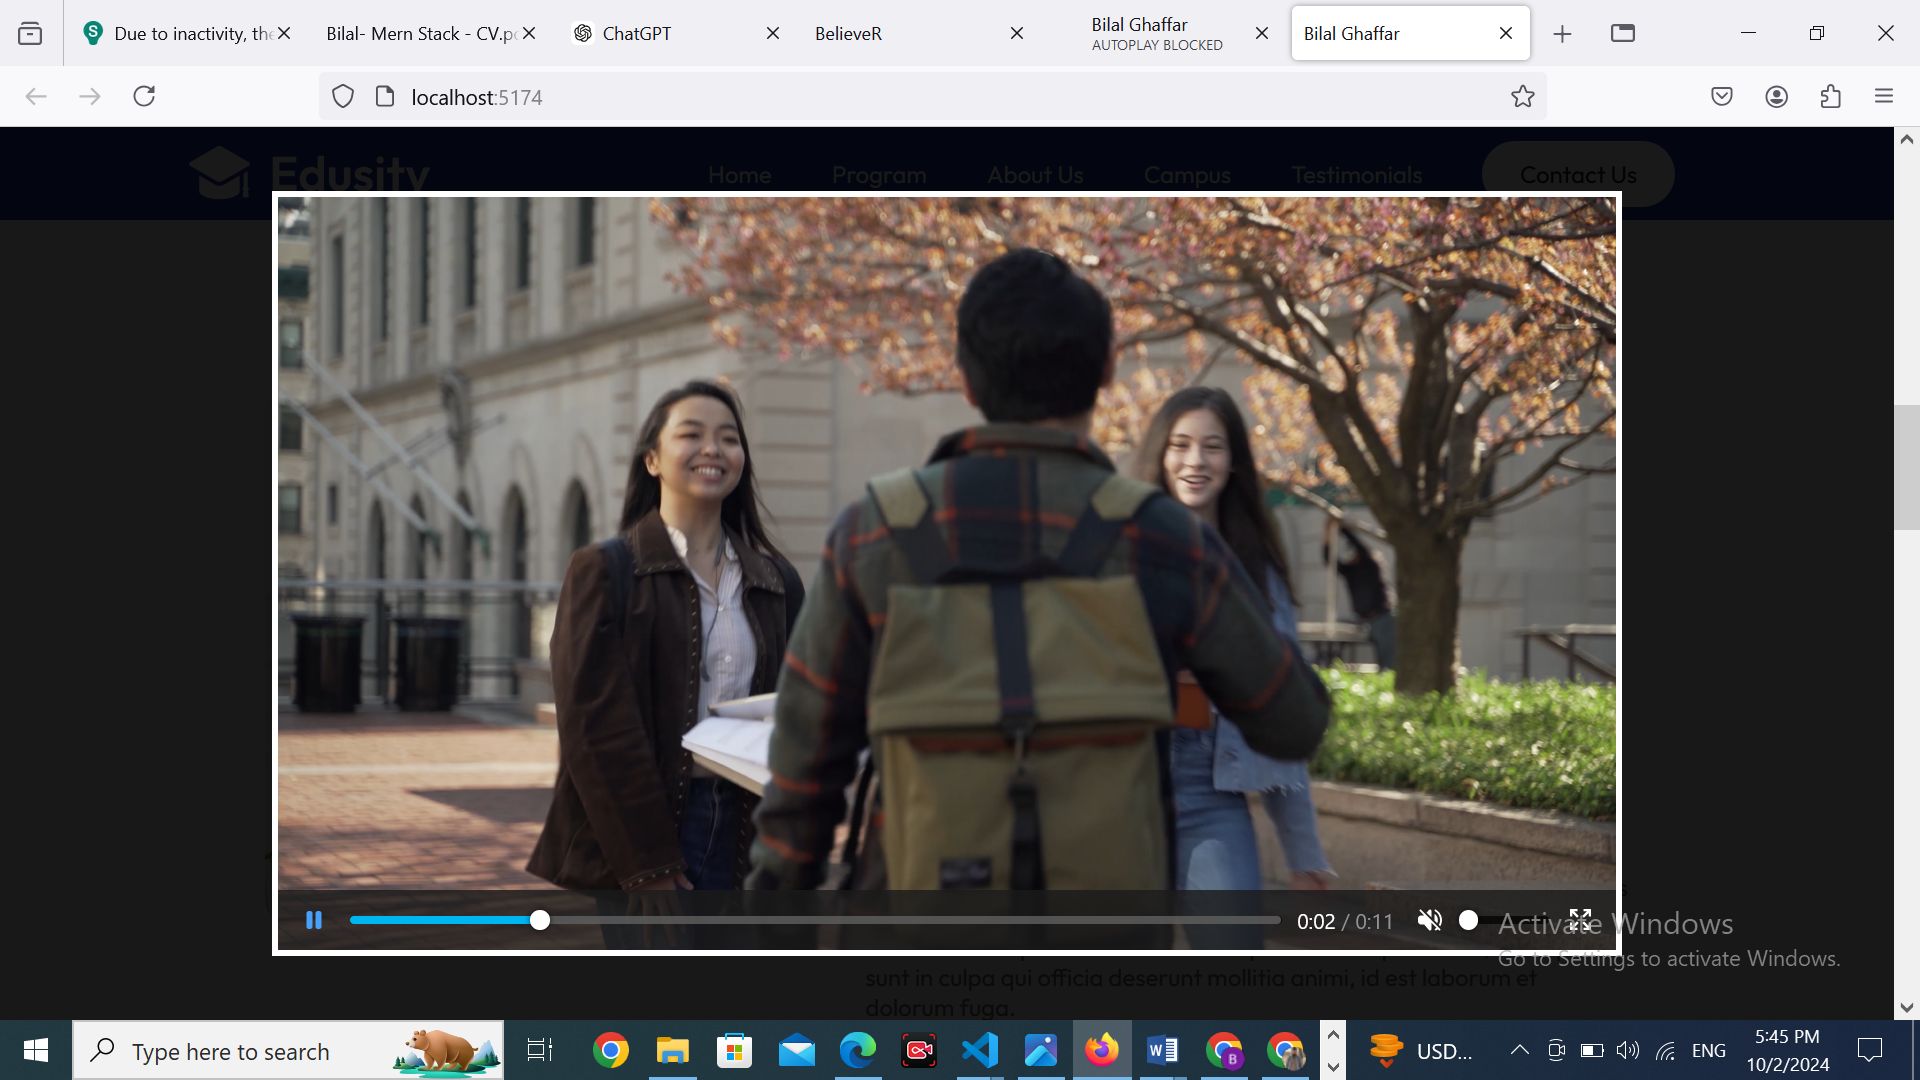 Due to inactivity, the
Bilal- Mern Stack - CV.pd
ChatGPT
BelieveR
Bilal Ghaffar
AUTOPLAY BLOCKED
Bilal Ghaffar
localhost:5174
Edusity
Home
Program
About Us
Campus
Testimonials
Contact Us
0:02 / 0:11
Activate Windows
Go to Settings to activate Windows.
sunt in culpa qui officia deserunt mollitia animi, id est laborum et
dolorum fuga.
Type here to search
USD...
ENG
5:45 PM
10/2/2024